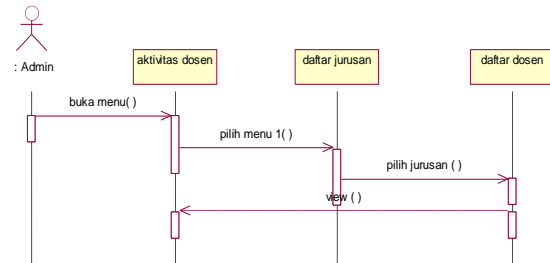 : Admin
aktivitas dosen
daftar jurusan
daftar dosen
buka menu( )
pilih menu 1( )
pilih jurusan ( )
view ( )